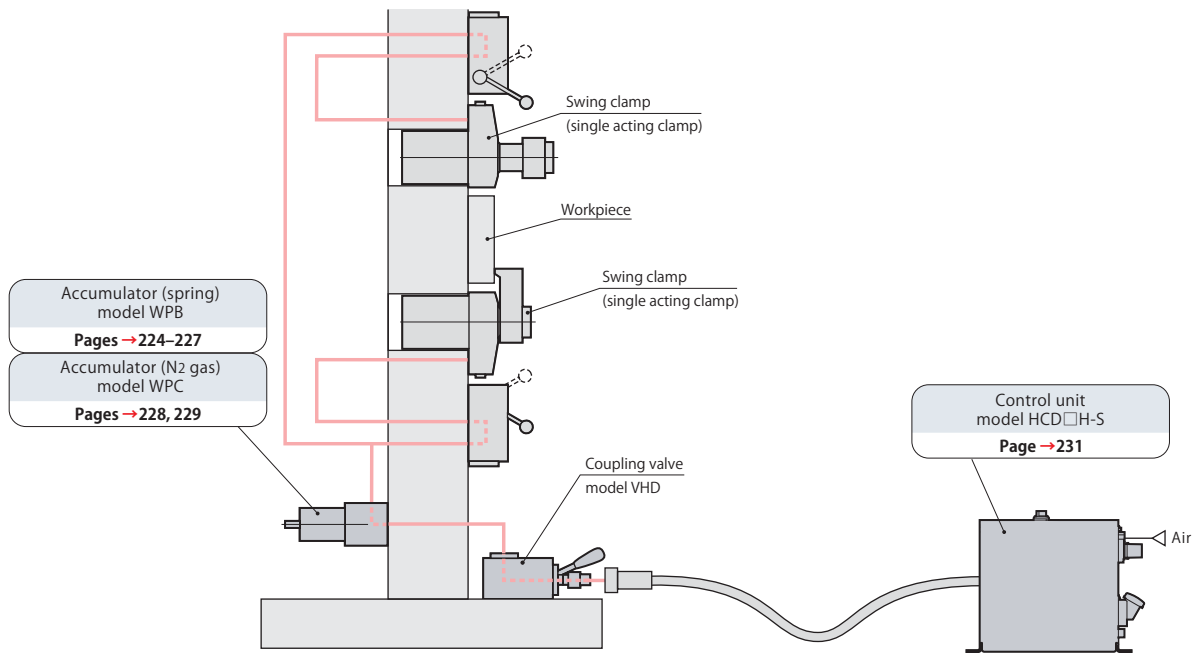 Swing clamp
(single acting clamp)
Workpiece
Swing clamp
(single acting clamp)
Accumulator (spring)
model WPB
Pages →224–227
Accumulator (N2 gas)
model WPC
Pages →228, 229
Control unit
model HCD□H-S
Page →231
Coupling valve
model VHD
Air